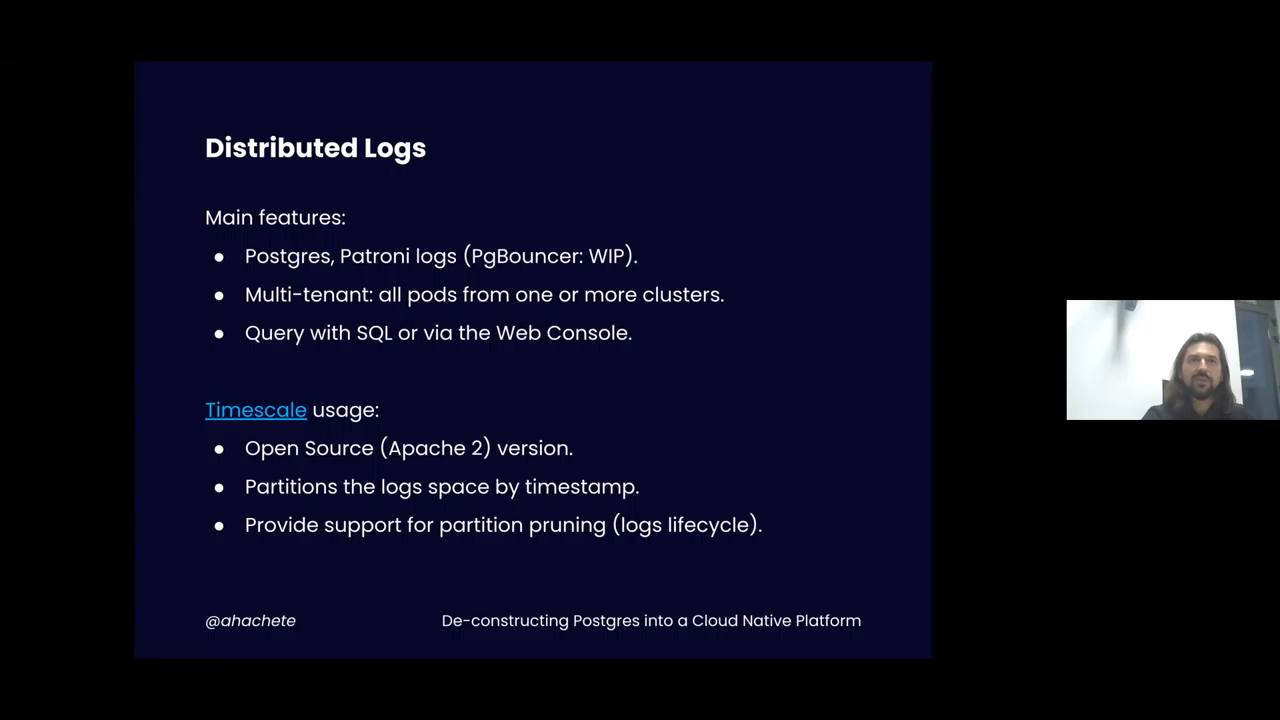 Distributed Logs
Main features:
● Postgres, Patroni logs (PgBouncer: WIP).
● Multi-tenant: all pods from one or more clusters.
● Query with SQL or via the Web Console.
Timescale usage:
● Open Source (Apache 2) version.
● Partitions the logs space by timestamp.
● Provide support for partition pruning (logs lifecycle).
@ahachete De-constructing Postgres into a Cloud Native Platform